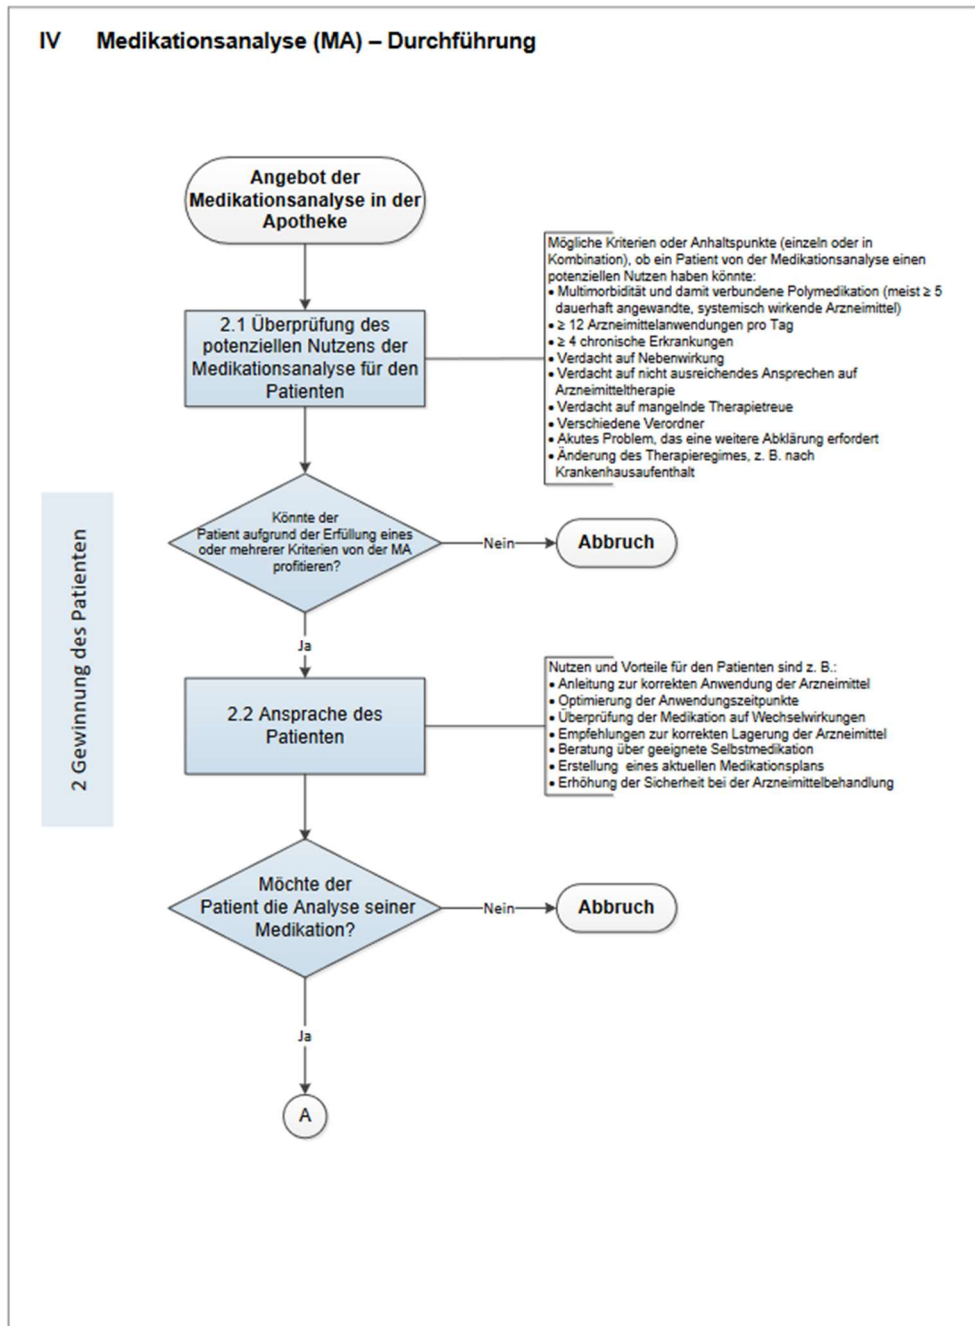 IV Medikationsanalyse (MA) – Durchführung
Angebot der
Medikationsanalyse in der
Apotheke
2.1 Überprüfung des
potenziellen Nutzens der
Medikationsanalyse für den
Patienten
Mögliche Kriterien oder Anhaltspunkte (einzeln oder in
Kombination), ob ein Patient von der Medikationsanalyse einen
potenziellen Nutzen haben könnte:
• Multimorbidität und damit verbundene Polymedikation (meist ≥ 5
dauerhaft angewandte, systemisch wirkende Arzneimittel)
• ≥ 12 Arzneimittelanwendungen pro Tag
• ≥ 4 chronische Erkrankungen
• Verdacht auf Nebenwirkung
• Verdacht auf nicht ausreichendes Ansprechen auf
Arzneimitteltherapie
• Verdacht auf mangelnde Therapietreue
• Verschiedene Verordner
• Akutes Problem, das eine weitere Abklärung erfordert
• Änderung des Therapieregimes, z. B. nach
Krankenhausaufenthalt
2 Gewinnung des Patienten
Könnte der
Patient aufgrund der Erfüllung eines
oder mehrerer Kriterien von der MA
profitieren?
Nein
Abbruch
Ja
2.2 Ansprache des
Patienten
Nutzen und Vorteile für den Patienten sind z. B.:
• Anleitung zur korrekten Anwendung der Arzneimittel
• Optimierung der Anwendungszeitpunkte
• Überprüfung der Medikation auf Wechselwirkungen
• Empfehlungen zur korrekten Lagerung der Arzneimittel
• Beratung über geeignete Selbstmedikation
• Erstellung eines aktuellen Medikationsplans
• Erhöhung der Sicherheit bei der Arzneimittelbehandlung
Möchte der
Patient die Analyse seiner
Medikation?
Nein
Abbruch
Ja
A